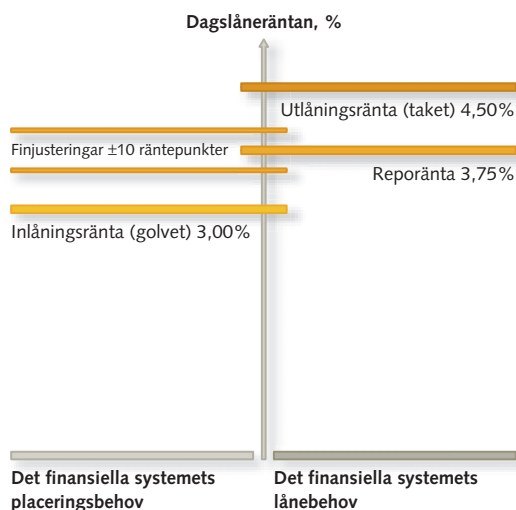 Dagslåneräntan, %
Utlåningsränta (taket) 4,50%
Finjusteringar ±10 räntepunkter
Reporänta 3,75%
Inlåningsränta (golvet) 3,00%
Det finansiella systemets
placeringsbehov
Det finansiella systemets
lånebehov